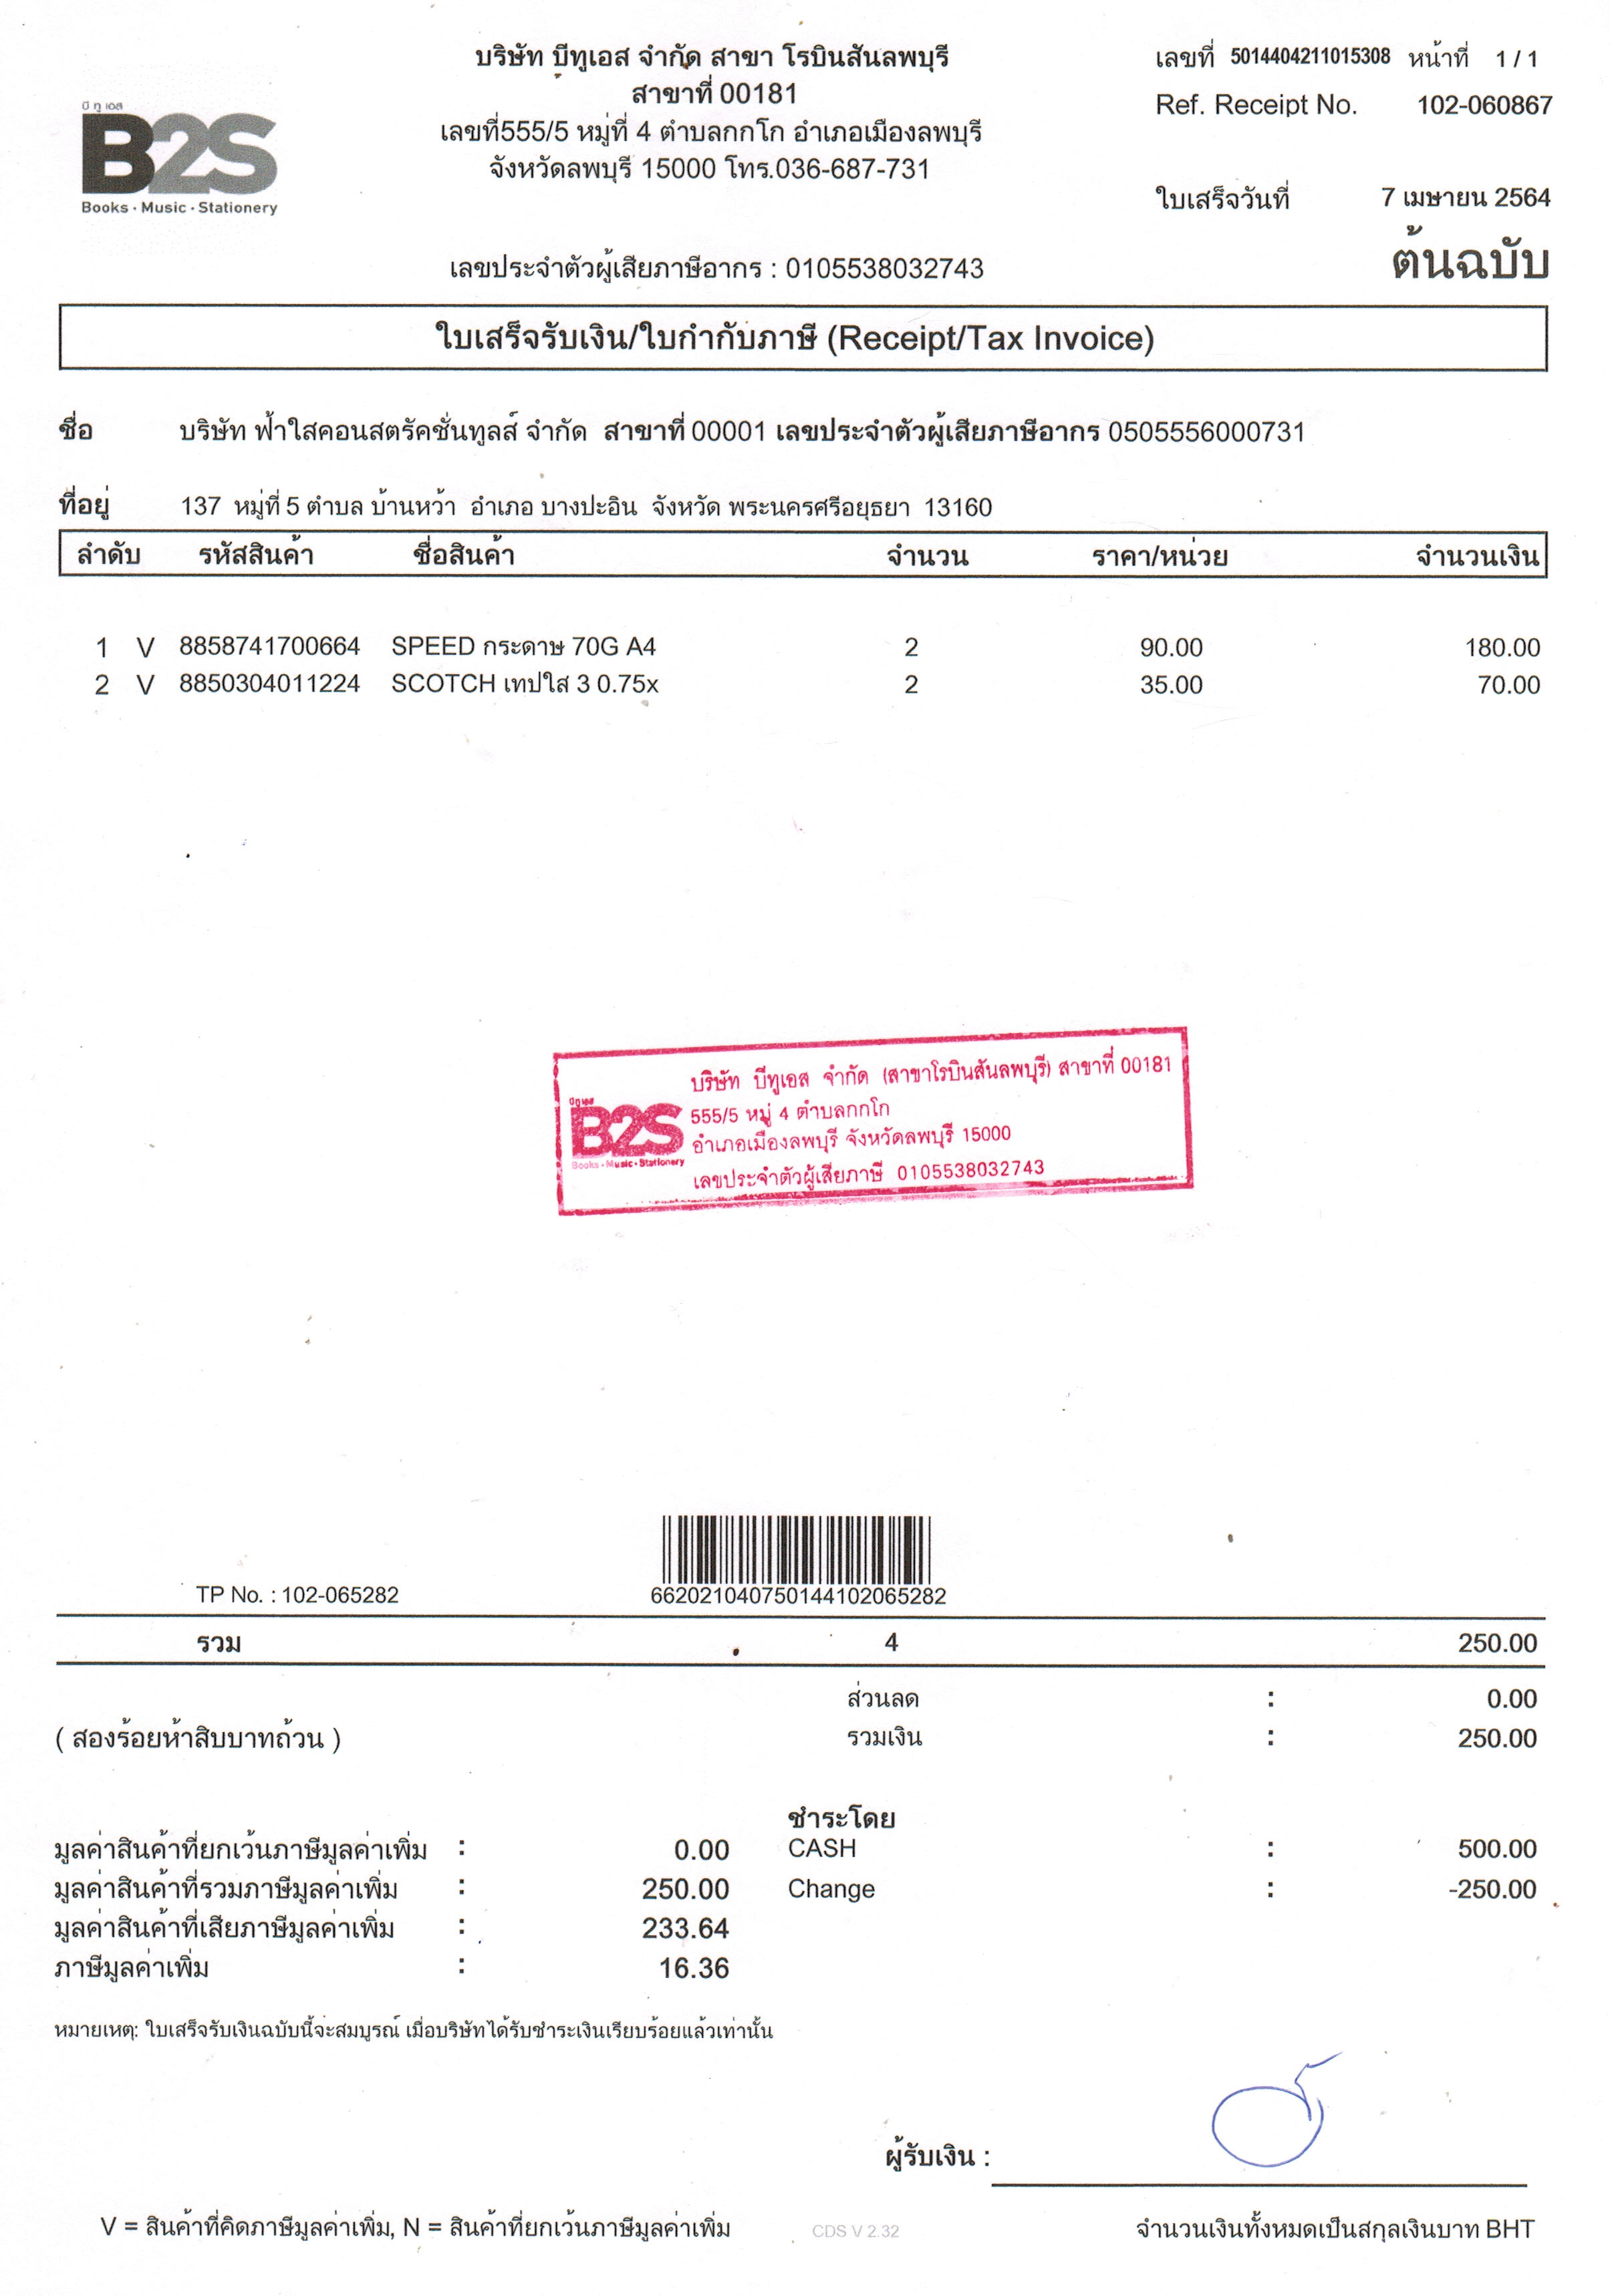 บี ทู เอส
B2S
Books · Music · Stationery
บริษัท บีทูเอส จำกัด สาขา โรบินสันลพบุรี
สาขาที่ 00181
เลขที่555/5 หมู่ที่ 4 ตำบลกกโก อำเภอเมืองลพบุรี
จังหวัดลพบุรี 15000 โทร.036-687-731
เลขประจำตัวผู้เสียภาษีอากร : 0105538032743
เลขที่ 5014404211015308 หน้าที่ 1 / 1
Ref. Receipt No. 102-060867
ใบเสร็จวันที่ 7 เมษายน 2564
ต้นฉบับ
ใบเสร็จรับเงิน/ใบกำกับภาษี (Receipt/Tax Invoice)
ชื่อ บริษัท ฟ้าใสคอนสตรัคชั่นทูลส์ จำกัด สาขาที่ 00001 เลขประจำตัวผู้เสียภาษีอากร 0505556000731
ที่อยู่ 137 หมู่ที่ 5 ตำบล บ้านหว้า อำเภอ บางปะอิน จังหวัด พระนครศรีอยุธยา 13160
ลำดับ รหัสสินค้า ชื่อสินค้า จำนวน ราคา/หน่วย จำนวนเงิน
1 V 8858741700664 SPEED กระดาษ 70G A4 2 90.00 180.00
2 V 8850304011224 SCOTCH เทปใส 3 0.75x 2 35.00 70.00
บีทูเอส
B2S
Books · Music · Stationery
บริษัท บีทูเอส จำกัด (สาขาโรบินสันลพบุรี) สาขาที่ 00181
555/5 หมู่ 4 ตำบลกกโก
อำเภอเมืองลพบุรี จังหวัดลพบุรี 15000
เลขประจำตัวผู้เสียภาษี 0105538032743
TP No. : 102-065282 662021040750144102065282
รวม 4 250.00
ส่วนลด : 0.00
( สองร้อยห้าสิบบาทถ้วน ) รวมเงิน : 250.00
ชำระโดย
มูลค่าสินค้าที่ยกเว้นภาษีมูลค่าเพิ่ม : 0.00 CASH : 500.00
มูลค่าสินค้าที่รวมภาษีมูลค่าเพิ่ม : 250.00 Change : -250.00
มูลค่าสินค้าที่เสียภาษีมูลค่าเพิ่ม : 233.64
ภาษีมูลค่าเพิ่ม : 16.36
หมายเหตุ: ใบเสร็จรับเงินฉบับนี้จะสมบูรณ์ เมื่อบริษัทได้รับชำระเงินเรียบร้อยแล้วเท่านั้น
ผู้รับเงิน :
V = สินค้าที่คิดภาษีมูลค่าเพิ่ม, N = สินค้าที่ยกเว้นภาษีมูลค่าเพิ่ม CDS V 2.32 จำนวนเงินทั้งหมดเป็นสกุลเงินบาท BHT